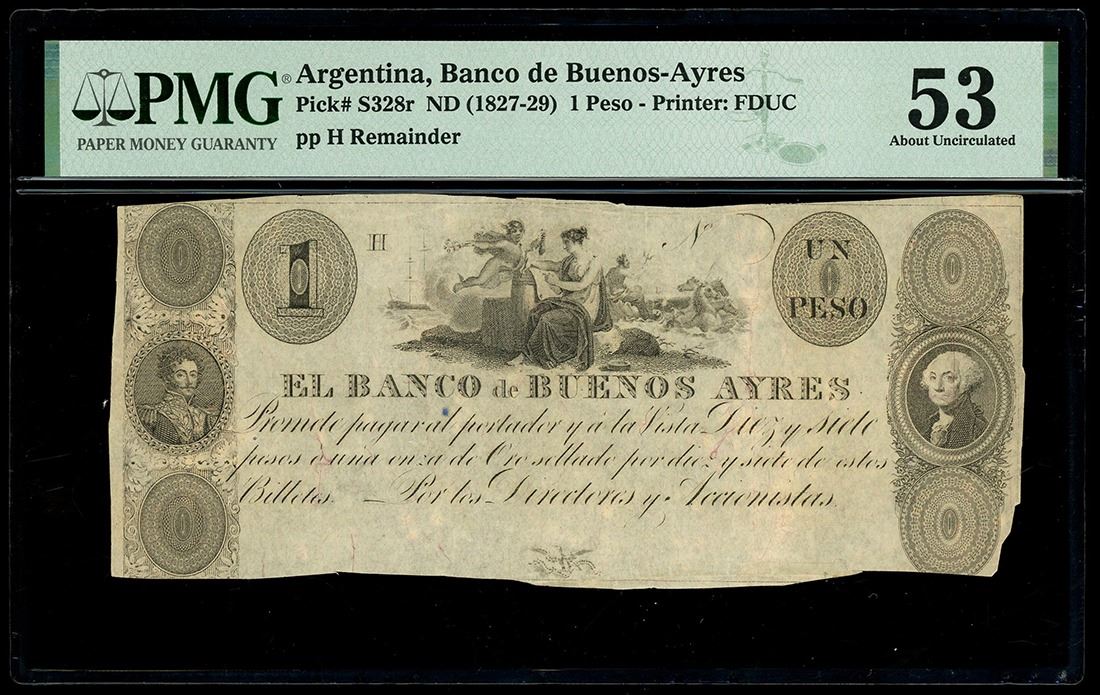 PMG® Argentina, Banco de Buenos-Ayres
Pick# S328r ND (1827-29) 1 Peso - Printer: FDUC
PAPER MONEY GUARANTY
pp H Remainder
53
About Uncirculated
1 H No UN PESO
EL BANCO de BUENOS AYRES
Promete pagar al portador y á la Vista Diez y siete
pesos ó una onza de Oro sellado por diez y siete de estos
Billetes. — Por los Directores y Accionistas.